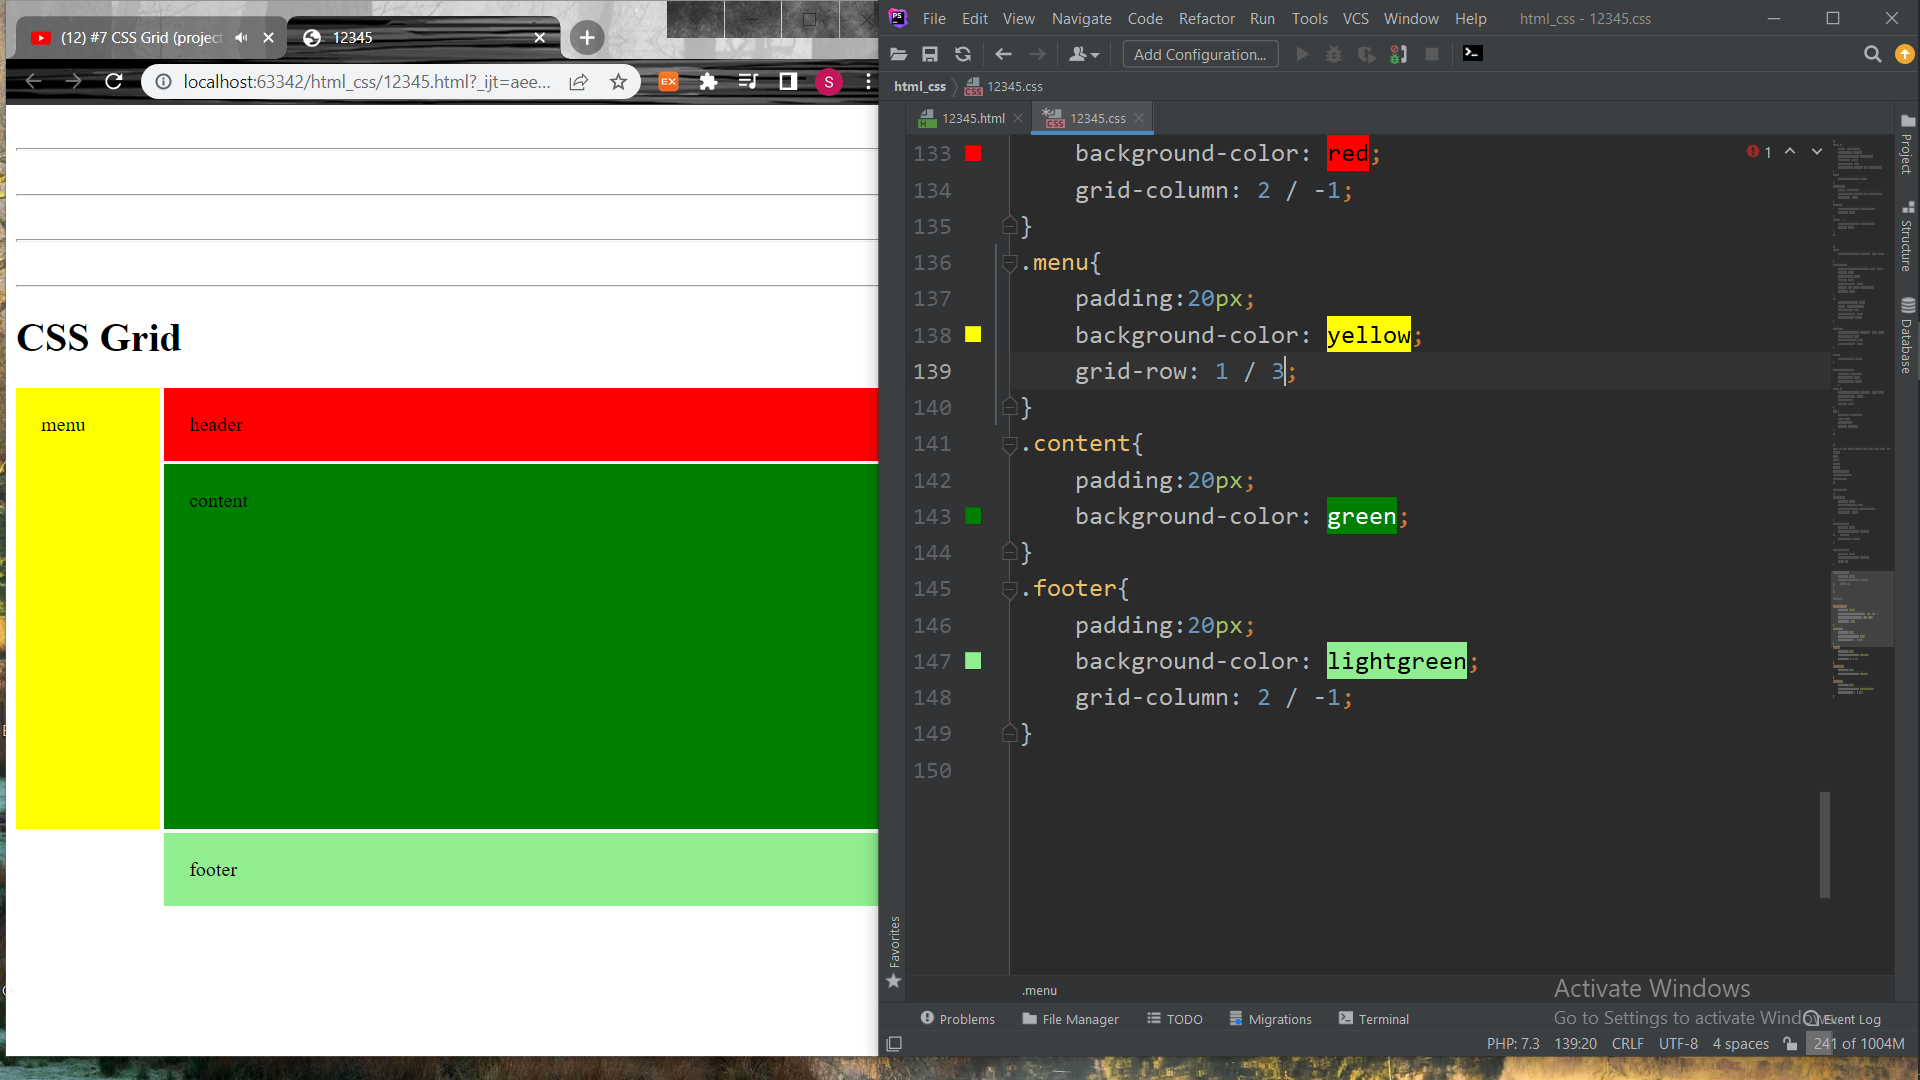 (12) #7 CSS Grid (project
12345
localhost:63342/html_css/12345.html?_ijt=aee...
EX
S
CSS Grid
menu
header
content
footer
PS
File Edit View Navigate Code Refactor Run Tools VCS Window Help html_css - 12345.css
Add Configuration...
html_css 12345.css
12345.html 12345.css
1
133 background-color: red;
134 grid-column: 2 / -1;
135 }
136 .menu{
137 padding:20px;
138 background-color: yellow;
139 grid-row: 1 / 3;
140 }
141 .content{
142 padding:20px;
143 background-color: green;
144 }
145 .footer{
146 padding:20px;
147 background-color: lightgreen;
148 grid-column: 2 / -1;
149 }
150
Project
Structure
Database
Favorites
.menu
Activate Windows
Go to Settings to activate Windows.
Problems File Manager TODO Migrations Terminal Event Log
PHP: 7.3 139:20 CRLF UTF-8 4 spaces 241 of 1004M